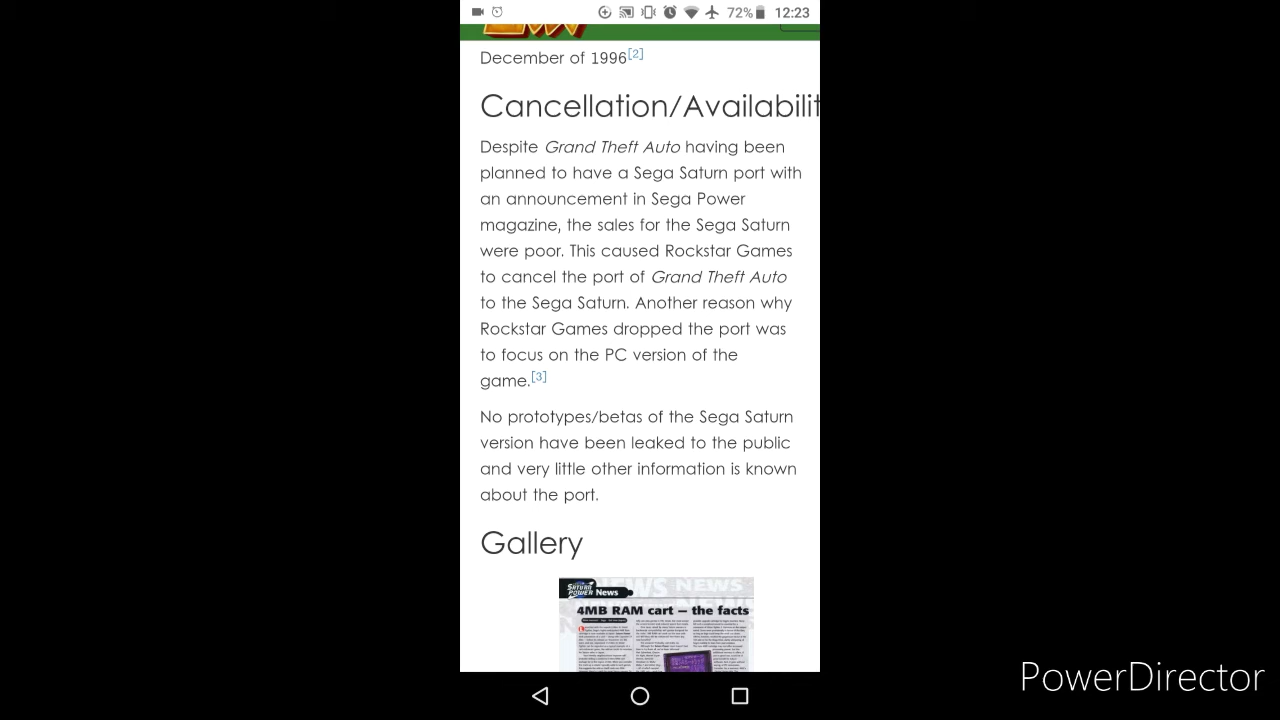 72% 12:23
December of 1996[2]
Cancellation/Availabilit
Despite Grand Theft Auto having been
planned to have a Sega Saturn port with
an announcement in Sega Power
magazine, the sales for the Sega Saturn
were poor. This caused Rockstar Games
to cancel the port of Grand Theft Auto
to the Sega Saturn. Another reason why
Rockstar Games dropped the port was
to focus on the PC version of the
game.[3]
No prototypes/betas of the Sega Saturn
version have been leaked to the public
and very little other information is known
about the port.
Gallery
NEWS NEWS
SATURN POWER News
4MB RAM cart – the facts
PowerDirector